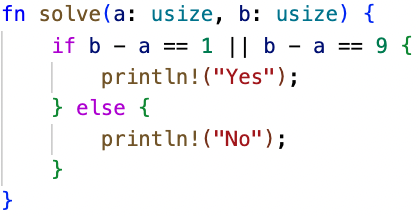 fn solve(a: usize, b: usize) {
    if b - a == 1 || b - a == 9 {
        println!("Yes");
    } else {
        println!("No");
    }
}